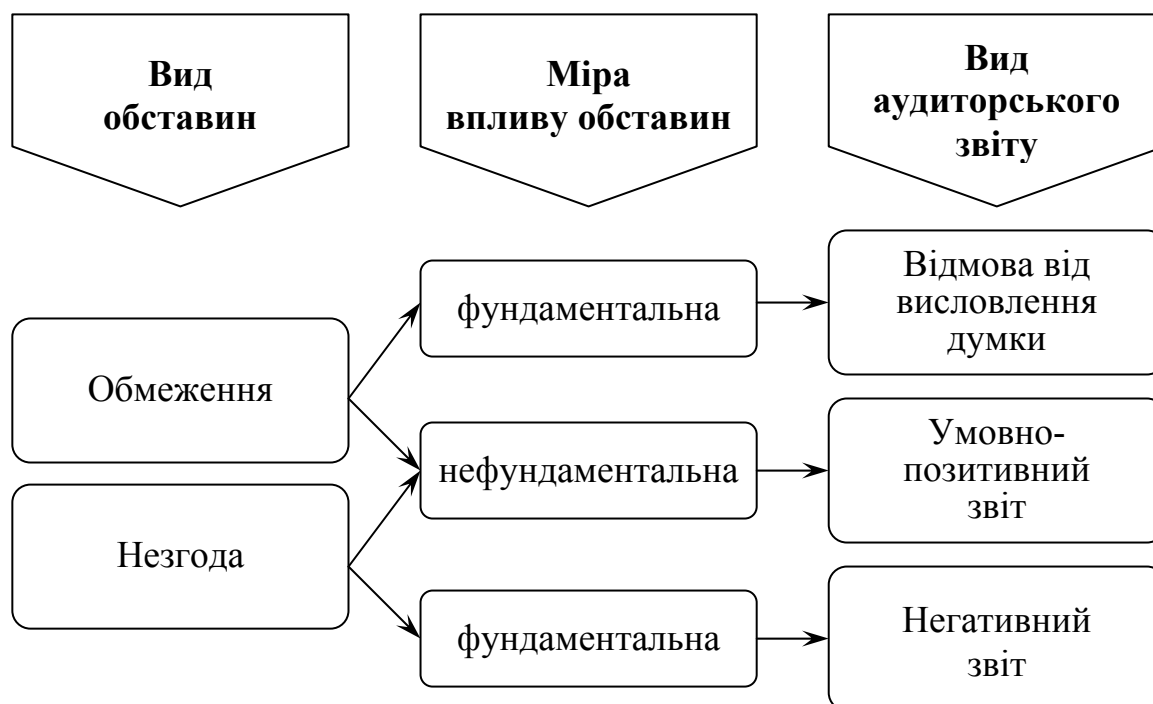 Вид
обставин
Міра
впливу обставин
Вид
аудиторського
звіту
Обмеження
Незгода
фундаментальна
нефундаментальна
фундаментальна
Відмова від
висловлення
думки
Умовно-
позитивний
звіт
Негативний
звіт